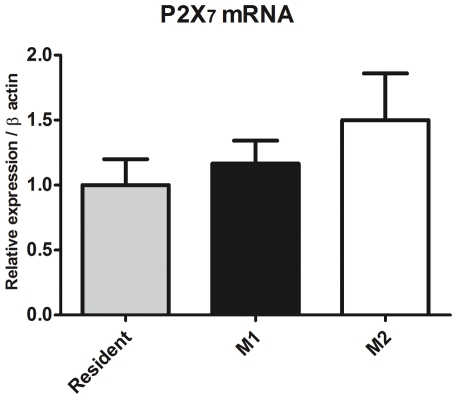 P2X7 mRNA
Relative expression / β actin
2.0
1.5
1.0
0.5
0.0
Resident
M1
M2